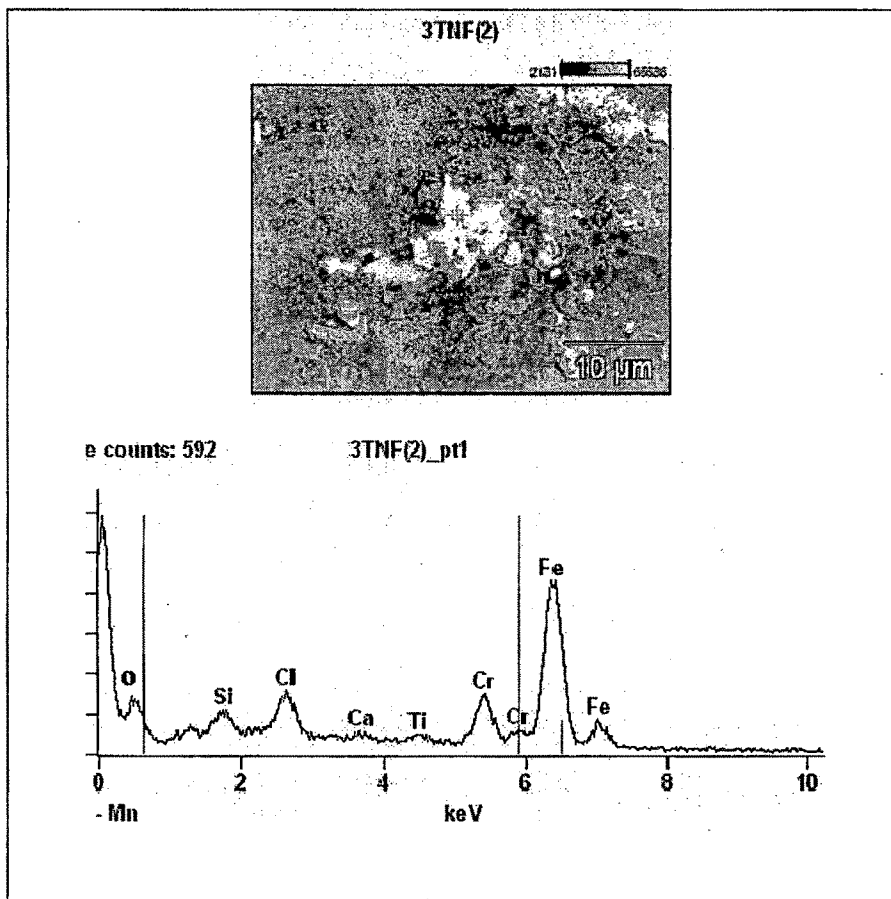 3TNF(2)
2131 65536
10 µm
e counts: 592 3TNF(2)_pt1
Fe
O Si Cl Ca Ti Cr Cr Fe
0 2 4 6 8 10
- Mn keV